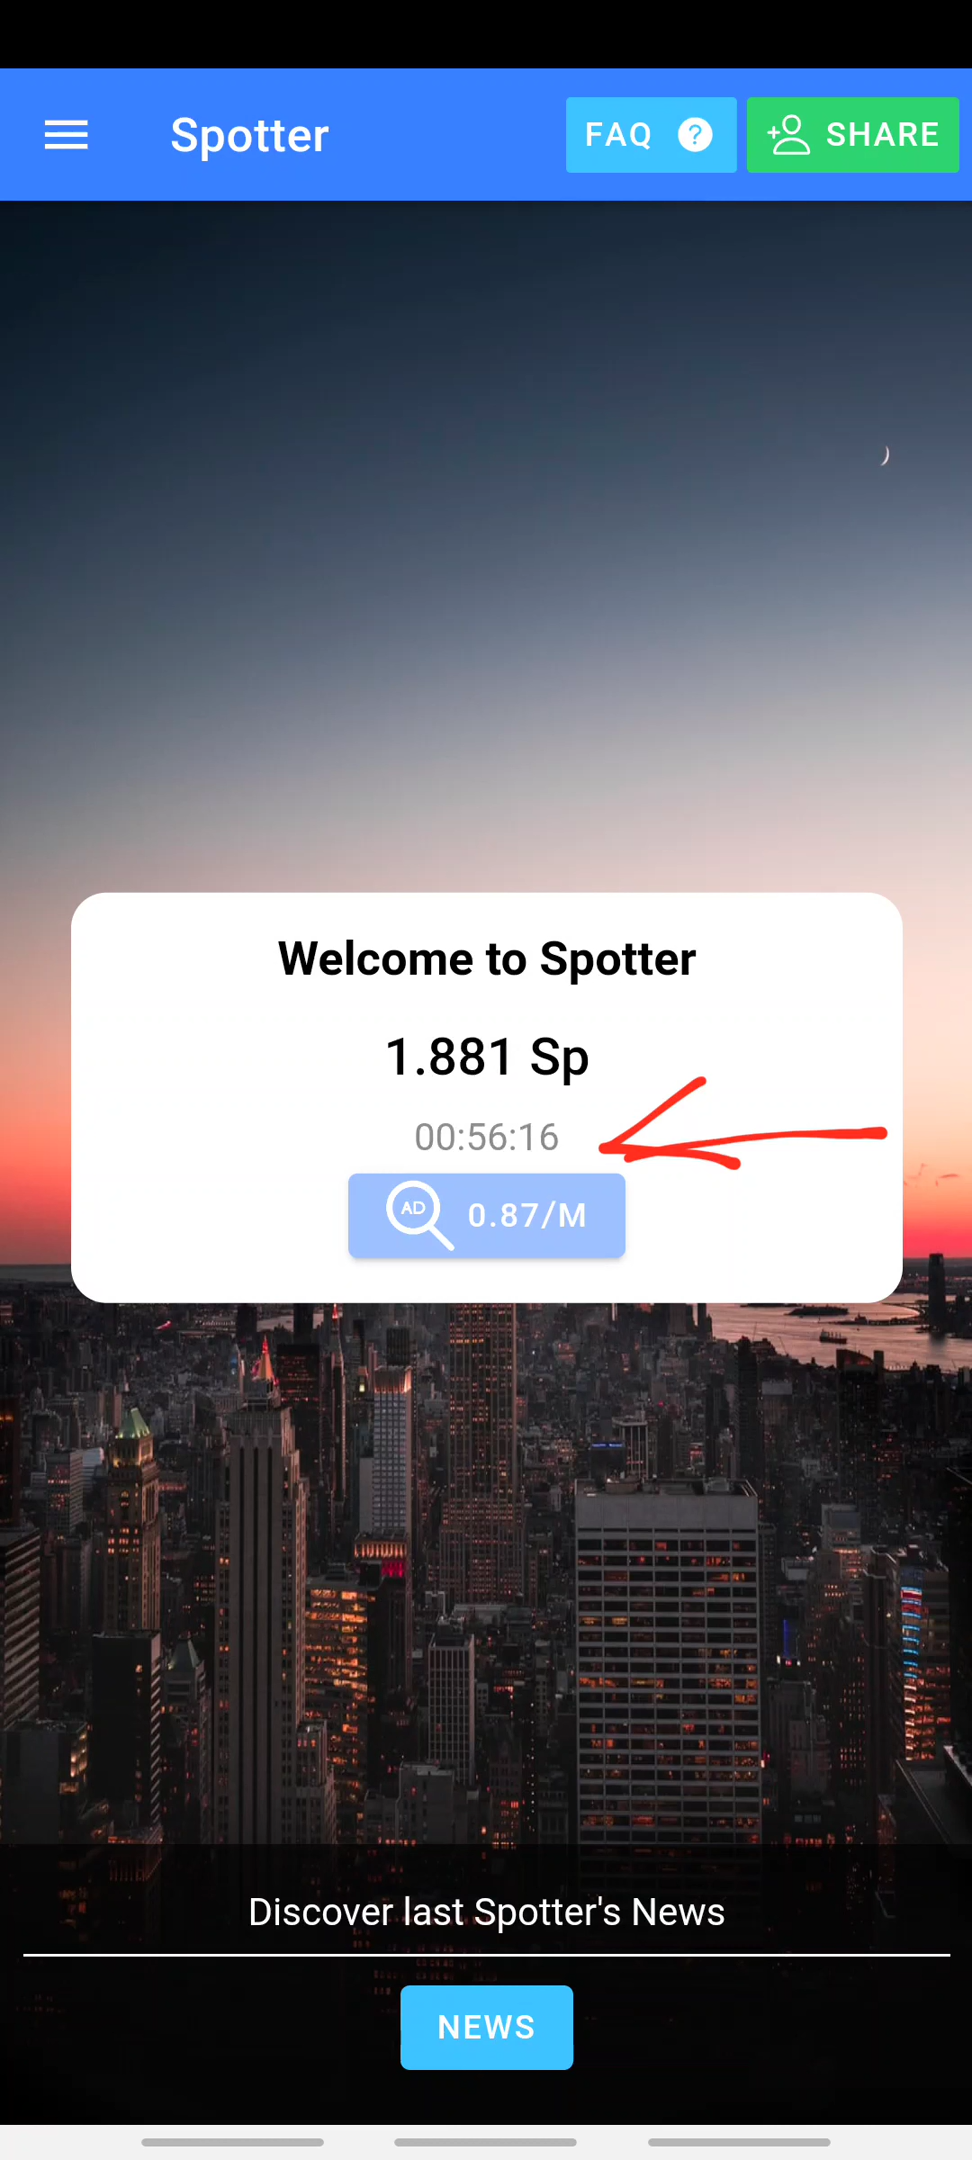 Spotter
FAQ ?
SHARE
Welcome to Spotter
1.881 Sp
00:56:16
AD 0.87/M
Discover last Spotter's News
NEWS